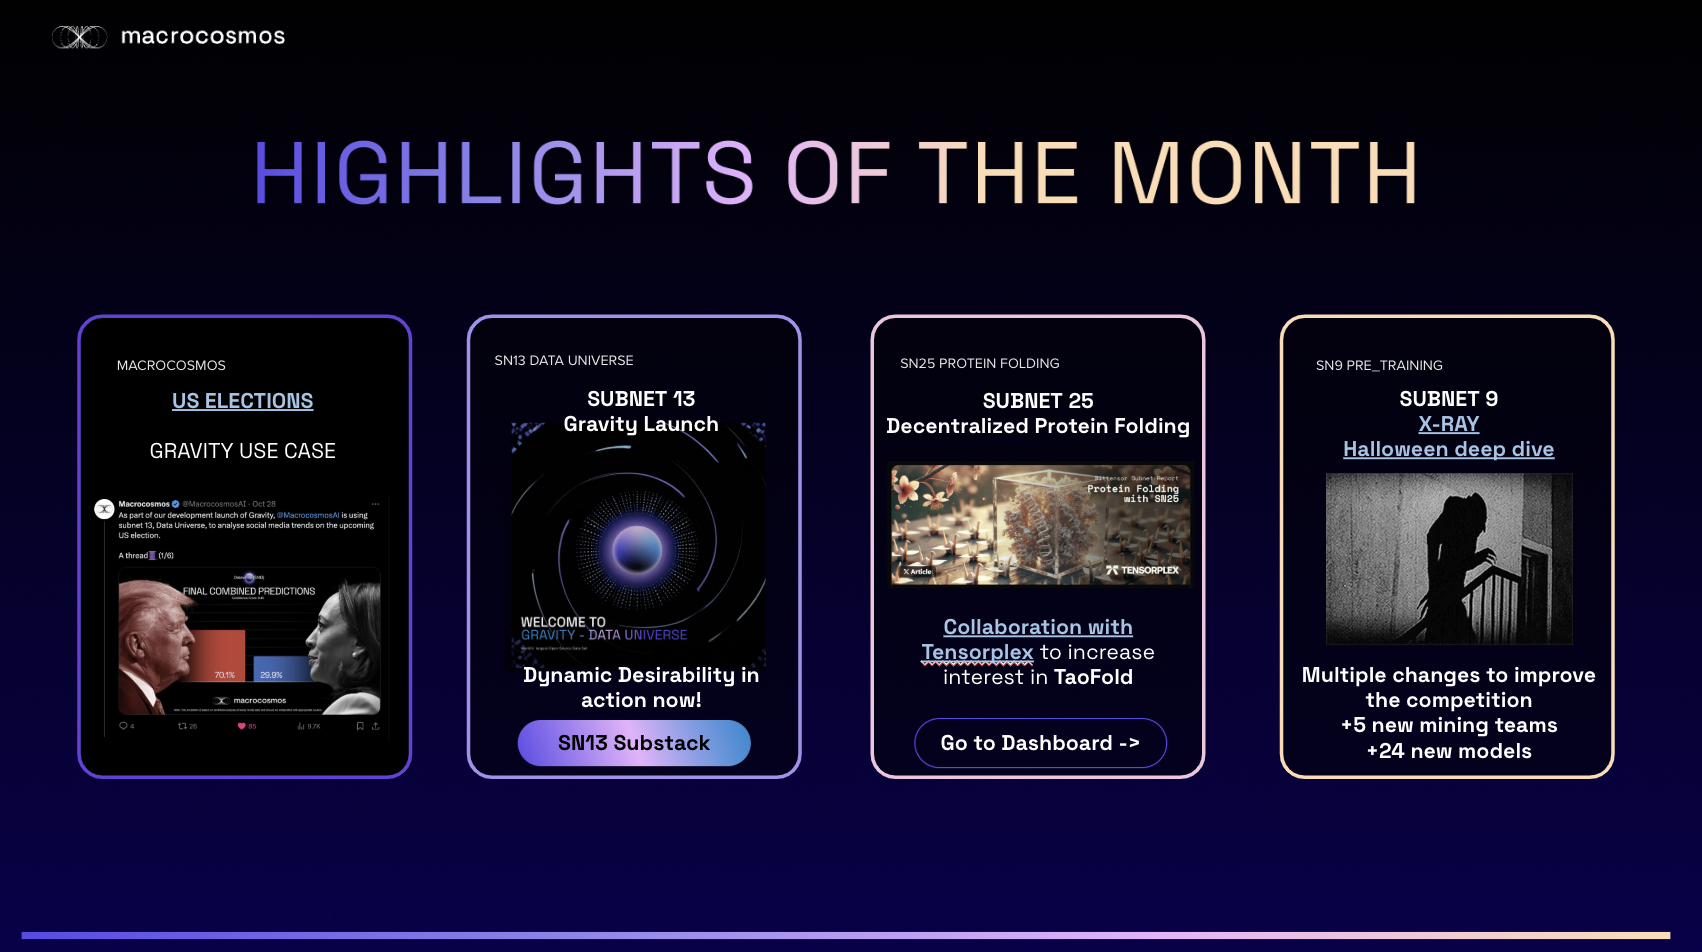 macrocosmos
HIGHLIGHTS OF THE MONTH
MACROCOSMOS
US ELECTIONS
GRAVITY USE CASE
Macrocosmos @MacrocosmosAI · Oct 28
As part of our development launch of Gravity, @MacrocosmosAI is using
subnet 13, Data Universe, to analyse social media trends on the upcoming
US election.
A thread (1/6)
FINAL COMBINED PREDICTIONS
70.1%
29.9%
macrocosmos
4
26
85
9.7K
SN13 DATA UNIVERSE
SUBNET 13
Gravity Launch
WELCOME TO
GRAVITY - DATA UNIVERSE
Dynamic Desirability in
action now!
SN13 Substack
SN25 PROTEIN FOLDING
SUBNET 25
Decentralized Protein Folding
Bittensor Subnet Report
Protein Folding
with SN25
X Article
TENSORPLEX
Collaboration with
Tensorplex to increase
interest in TaoFold
Go to Dashboard ->
SN9 PRE_TRAINING
SUBNET 9
X-RAY
Halloween deep dive
Multiple changes to improve
the competition
+5 new mining teams
+24 new models